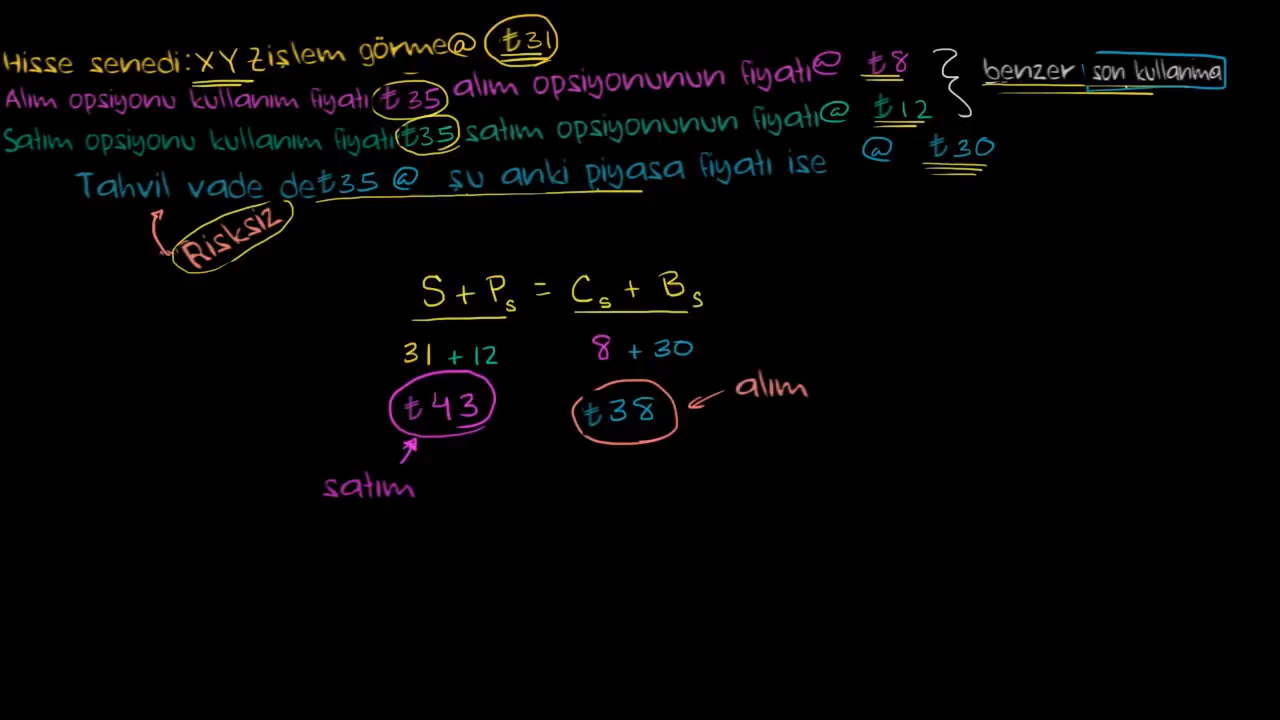 Hisse senedi: XYZ işlem görme@ ₺31
Alım opsiyonu kullanım fiyatı ₺35 alım opsiyonunun fiyatı@ ₺8
benzer son kullanıma
Satım opsiyonu kullanım fiyatı ₺35 satım opsiyonunun fiyatı@ ₺12
Tahvil vade de ₺35 @ şu anki piyasa fiyatı ise @ ₺30
Risksiz
S + Ps = Cs + Bs
31 + 12 8 + 30
₺43 ₺38 alım
satım